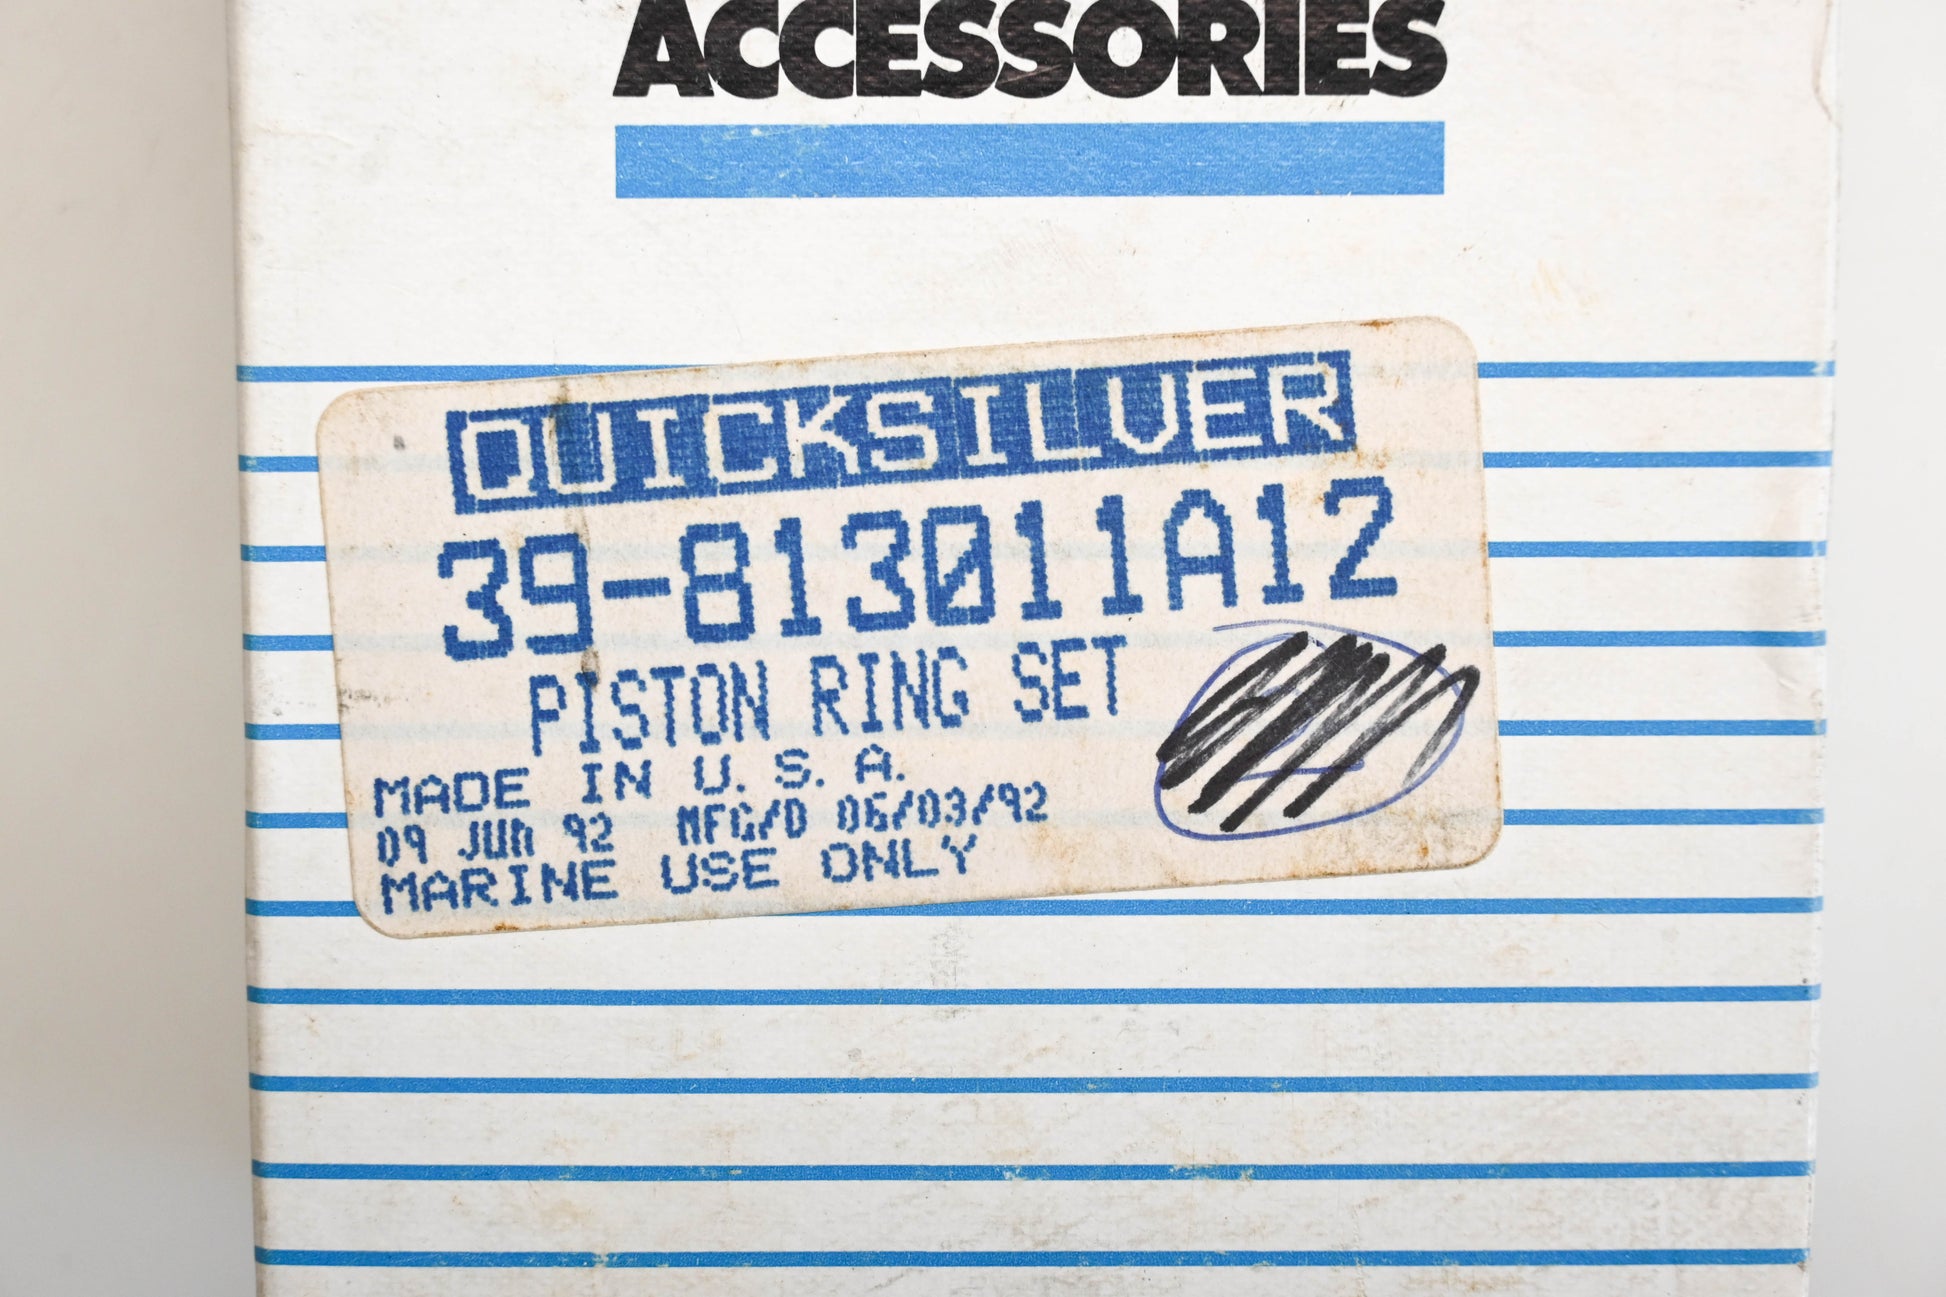 ACCESSORIES
QUICKSILVER
39-813011A12
PISTON RING SET
MADE IN U.S.A.
09 JUN 92 MFG/D 06/03/92
MARINE USE ONLY